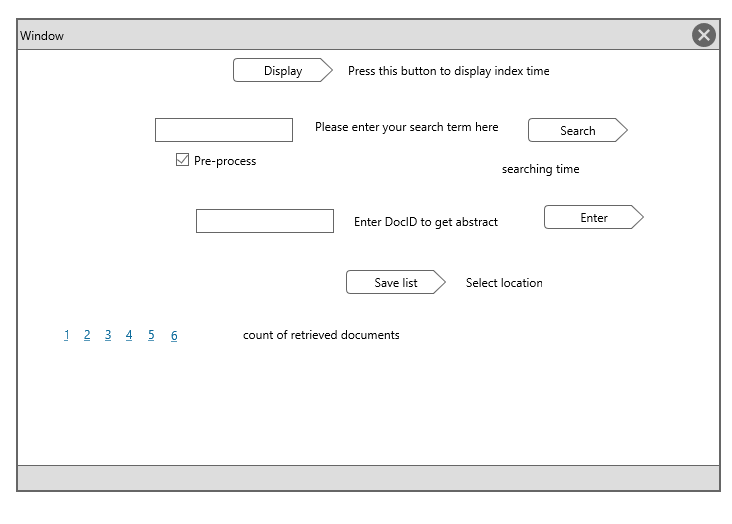 Window
Display Press this button to display index time
Please enter your search term here Search
Pre-process
searching time
Enter DocID to get abstract Enter
Save list Select location
1 2 3 4 5 6 count of retrieved documents